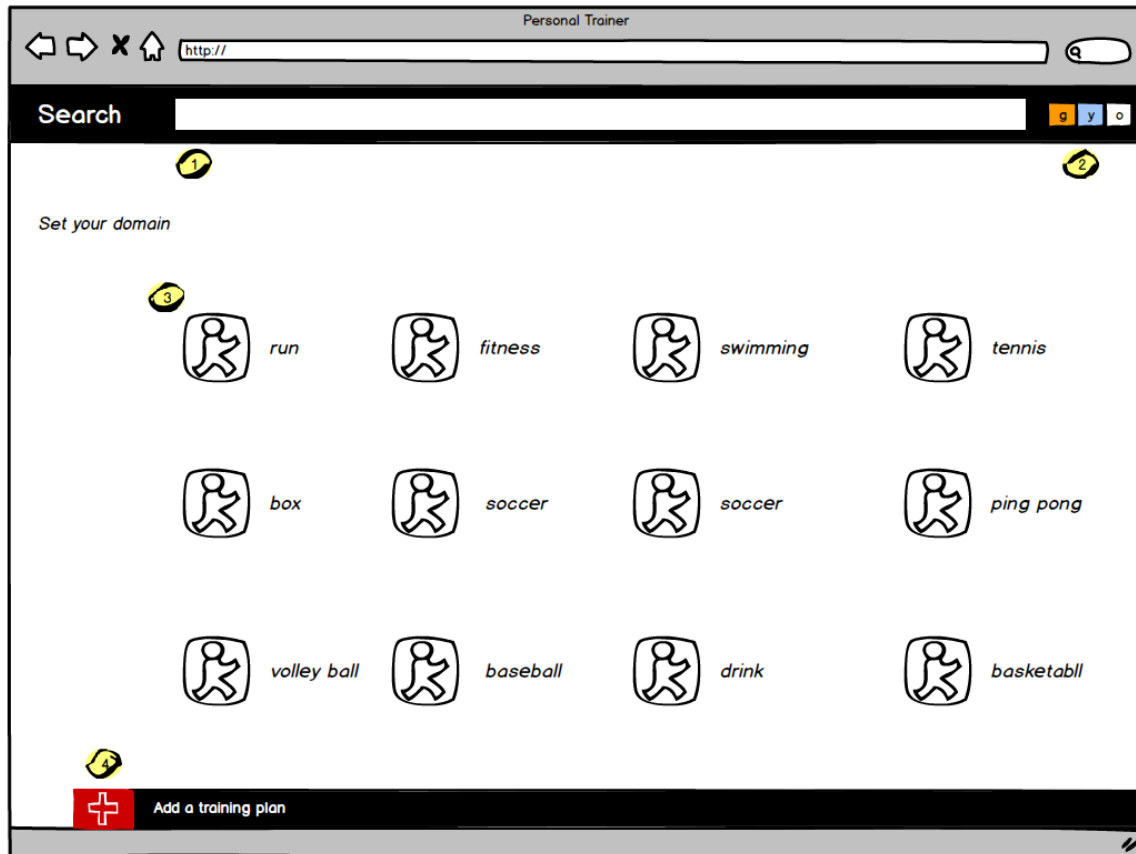 Personal Trainer
http://
Search
g y o
1
2
Set your domain
3
run fitness swimming tennis
box soccer soccer ping pong
volley ball baseball drink basketabll
4
Add a training plan